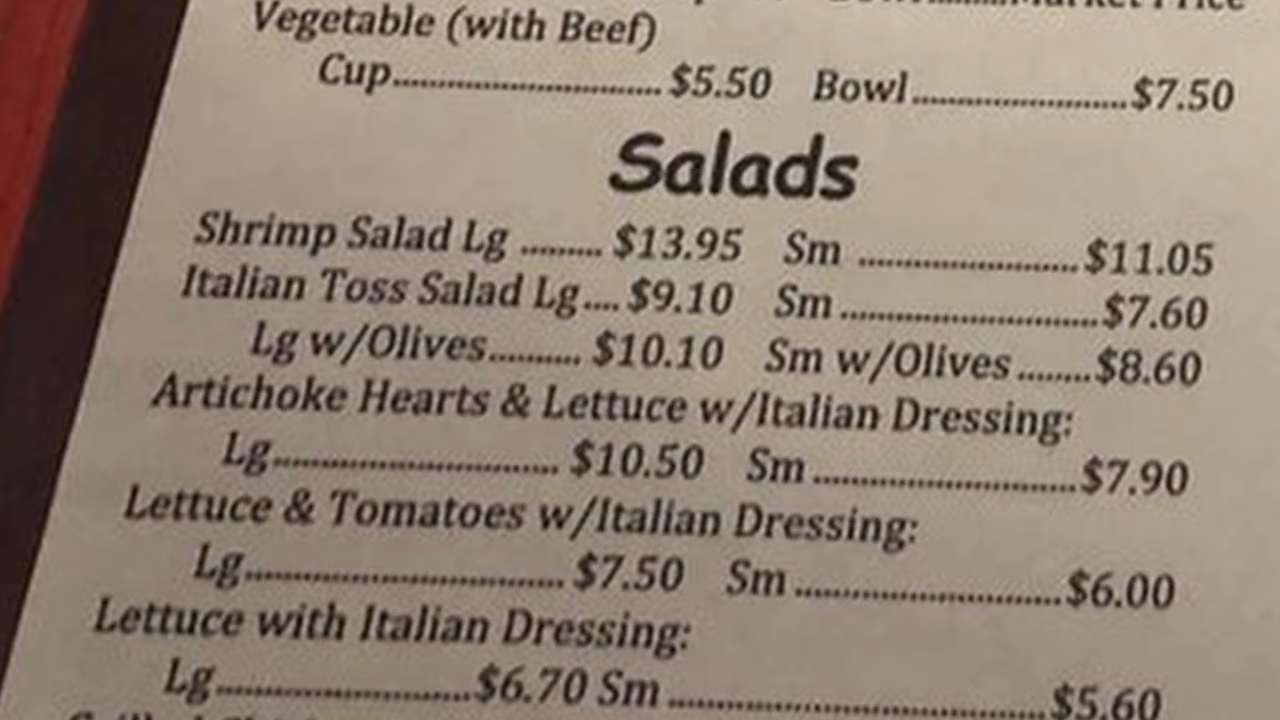 Market Price
Vegetable (with Beef)
Cup.............................. $5.50 Bowl........................$7.50
Salads
Shrimp Salad Lg ......... $13.95 Sm ........................$11.05
Italian Toss Salad Lg.... $9.10 Sm ............................$7.60
Lg w/Olives.......... $10.10 Sm w/Olives ........$8.60
Artichoke Hearts & Lettuce w/Italian Dressing:
Lg............................... $10.50 Sm .............................$7.90
Lettuce & Tomatoes w/Italian Dressing:
Lg................................... $7.50 Sm .............................$6.00
Lettuce with Italian Dressing:
Lg............................$6.70 Sm .........................................$5.60